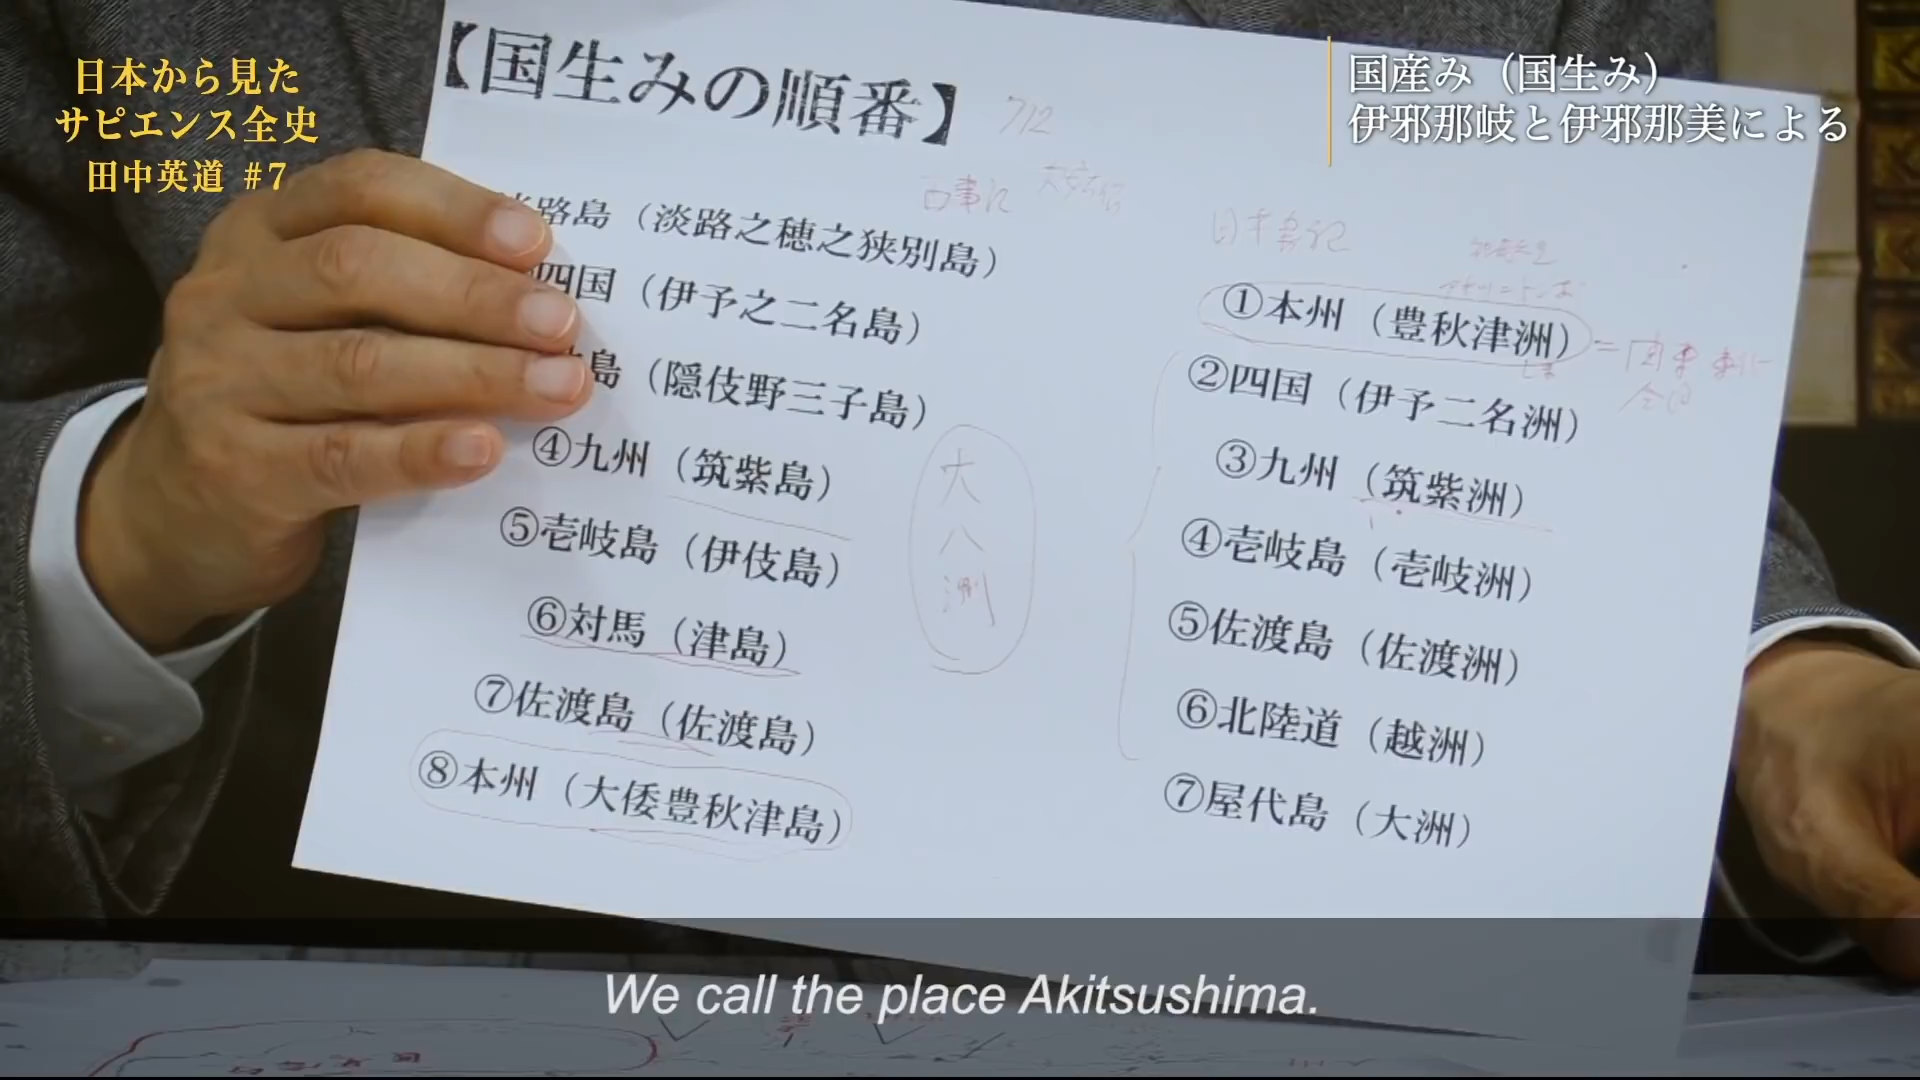 日本から見た
サピエンス全史
田中英道 #7
国産み（国生み）
伊邪那岐と伊邪那美による
【国生みの順番】
712
路島（淡路之穂之狭別島）
四国（伊予之二名島）
島（隠伎野三子島）
④九州（筑紫島）
⑤壱岐島（伊伎島）
⑥対馬（津島）
⑦佐渡島（佐渡島）
⑧本州（大倭豊秋津島）
大八洲
日本書記
①本州（豊秋津洲）
②四国（伊予二名洲）
③九州（筑紫洲）
④壱岐島（壱岐洲）
⑤佐渡島（佐渡洲）
⑥北陸道（越洲）
⑦屋代島（大洲）
We call the place Akitsushima.